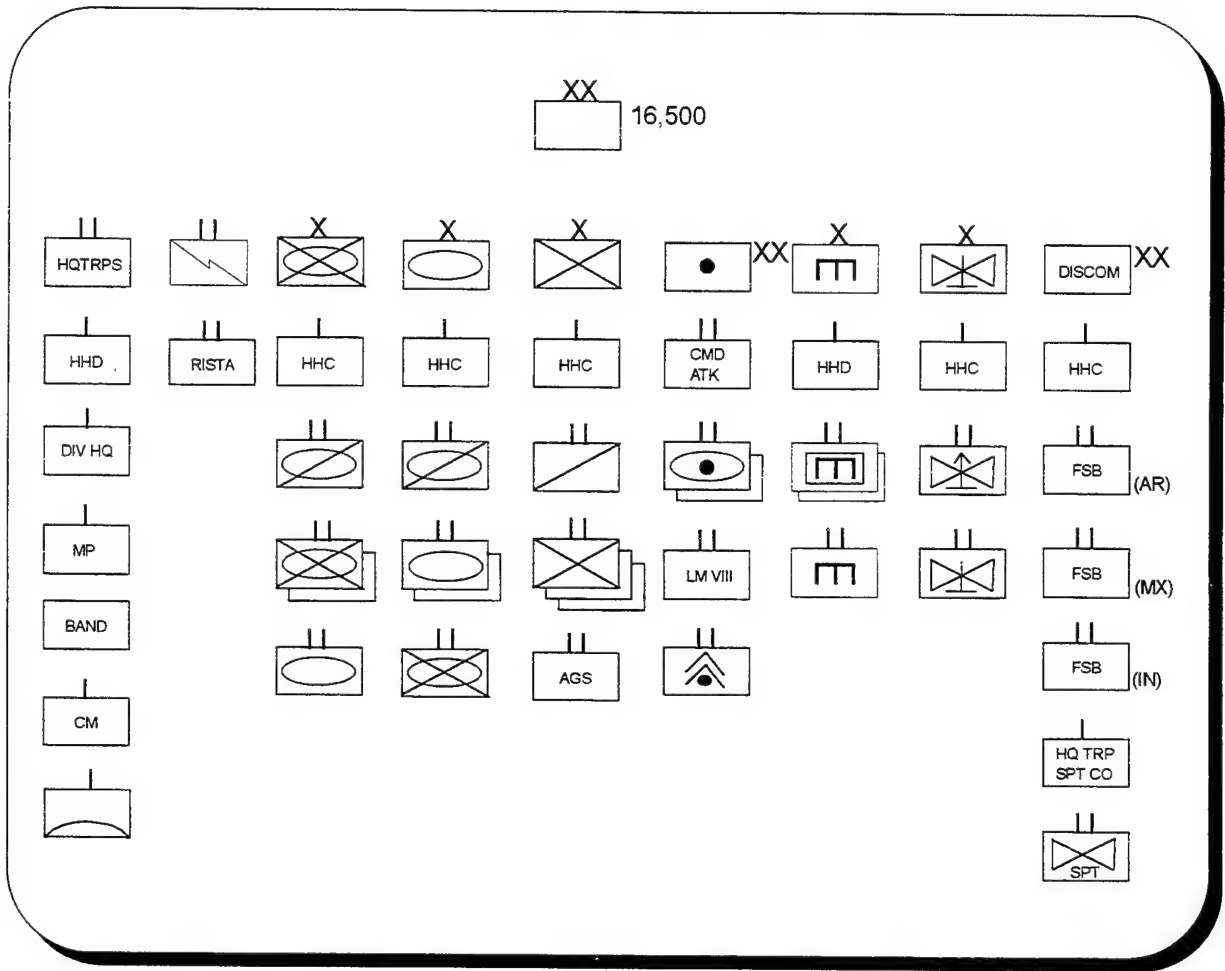 XX
16,500
II
HQTRPS
II
X
X
X
XX
X
X
DISCOM XX
I
HHD
II
RISTA
I
HHC
I
HHC
I
HHC
II
CMD
ATK
I
HHD
I
HHC
I
HHC
I
DIV HQ
II
II
II
II
II
II
II
FSB (AR)
I
MP
II
II
II
II
LM VIII
II
II
II
FSB (MX)
BAND
II
II
II
AGS
II
II
FSB (IN)
I
CM
I
HQ TRP
SPT CO
I
II
SPT